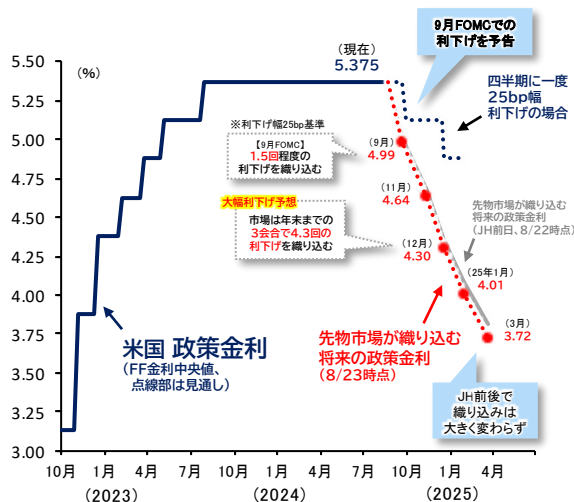 9月FOMCでの
利下げを予告
(現在)
5.375
(%)
四半期に一度
25bp幅
利下げの場合
※利下げ幅25bp基準
【9月FOMC】
1.5回程度の
利下げを織り込む
(9月)
4.99
大幅利下げ予想
市場は年末までの
3会合で4.3回の
利下げを織り込む
(11月)
4.64
先物市場が織り込む
将来の政策金利
(JH前日、8/22時点)
(12月)
4.30
(25年1月)
4.01
米国 政策金利
(FF金利中央値、
点線部は見通し)
先物市場が織り込む
将来の政策金利
(8/23時点)
(3月)
3.72
JH前後で
織り込みは
大きく変わらず
5.50
5.25
5.00
4.75
4.50
4.25
4.00
3.75
3.50
3.25
3.00
10月 1月 4月 7月 10月 1月 4月 7月 10月 1月 4月
(2023) (2024) (2025)